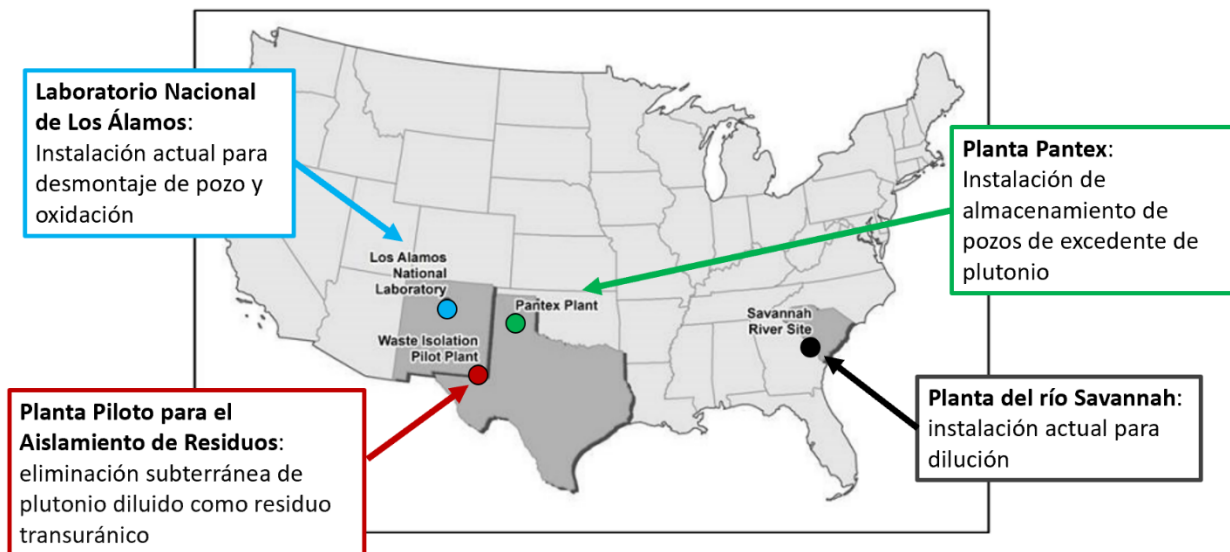 Laboratorio Nacional
de Los Álamos:
Instalación actual para
desmontaje de pozo y
oxidación
Planta Pantex:
Instalación de
almacenamiento de
pozos de excedente de
plutonio
Los Alamos
National
Laboratory
Pantex Plant
Waste Isolation
Pilot Plant
Savannah
River Site
Planta Piloto para el
Aislamiento de Residuos:
eliminación subterránea de
plutonio diluido como residuo
transuránico
Planta del río Savannah:
instalación actual para
dilución